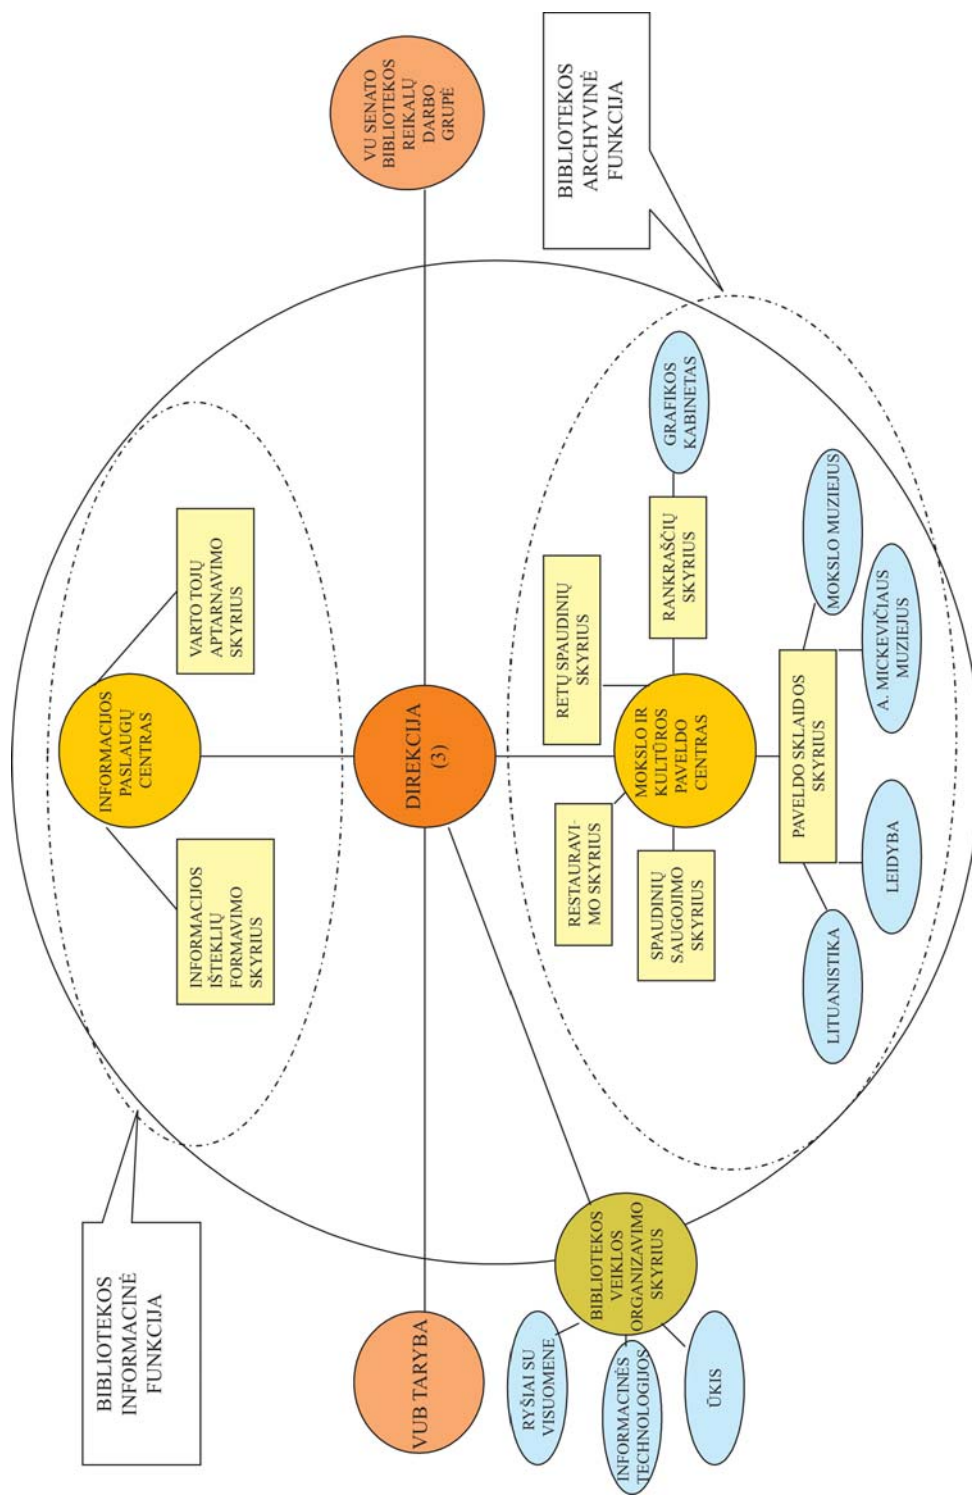 BIBLIOTEKOS
INFORMACINĖ
FUNKCIJA
INFORMACIJOS
PASLAUGŲ
CENTRAS
INFORMACIJOS
IŠTEKLIŲ
FORMAVIMO
SKYRIUS
VARTO TOJŲ
APTARNAVIMO
SKYRIUS
VUB TARYBA
DIREKCIJA
(3)
VU SENATO
BIBLIOTEKOS
REIKALŲ
DARBO
GRUPĖ
BIBLIOTEKOS
ARCHYVINĖ
FUNKCIJA
RYŠIAI SU
VISUOMENE
INFORMACINĖS
TECHNOLOGIJOS
ŪKIS
BIBLIOTEKOS
VEIKLOS
ORGANIZAVIMO
SKYRIUS
RESTAURAVI-
MO SKYRIUS
RETŲ SPAUDINIŲ
SKYRIUS
SPAUDINIŲ
SAUGOJIMO
SKYRIUS
MOKSLO IR
KULTŪROS
PAVELDO
CENTRAS
RANKRAŠČIŲ
SKYRIUS
GRAFIKOS
KABINETAS
PAVELDO SKLAIDOS
SKYRIUS
LITUANISTIKA
LEIDYBA
A. MICKEVIČIAUS
MUZIEJUS
MOKSLO MUZIEJUS